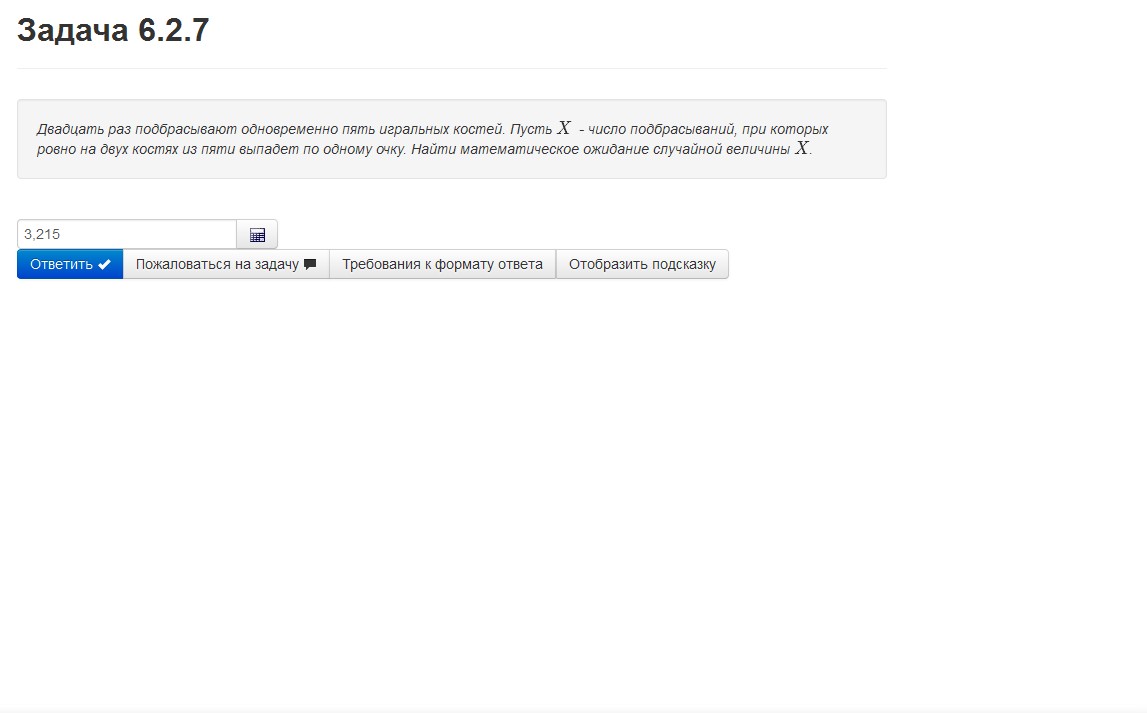 Задача 6.2.7
Двадцать раз подбрасывают одновременно пять игральных костей. Пусть X - число подбрасываний, при которых
ровно на двух костях из пяти выпадет по одному очку. Найти математическое ожидание случайной величины X.
3,215
Ответить Пожаловаться на задачу Требования к формату ответа Отобразить подсказку